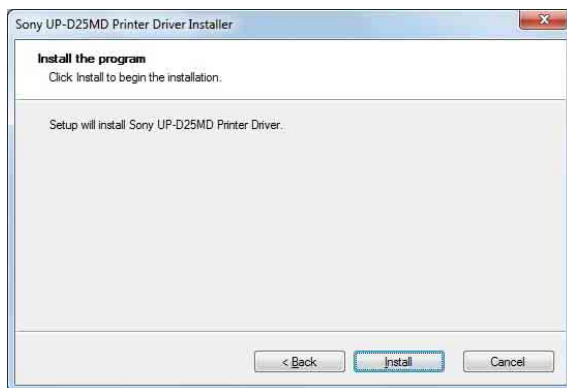 Sony UP-D25MD Printer Driver Installer
Install the program
Click Install to begin the installation.
Setup will install Sony UP-D25MD Printer Driver.
< Back Install Cancel